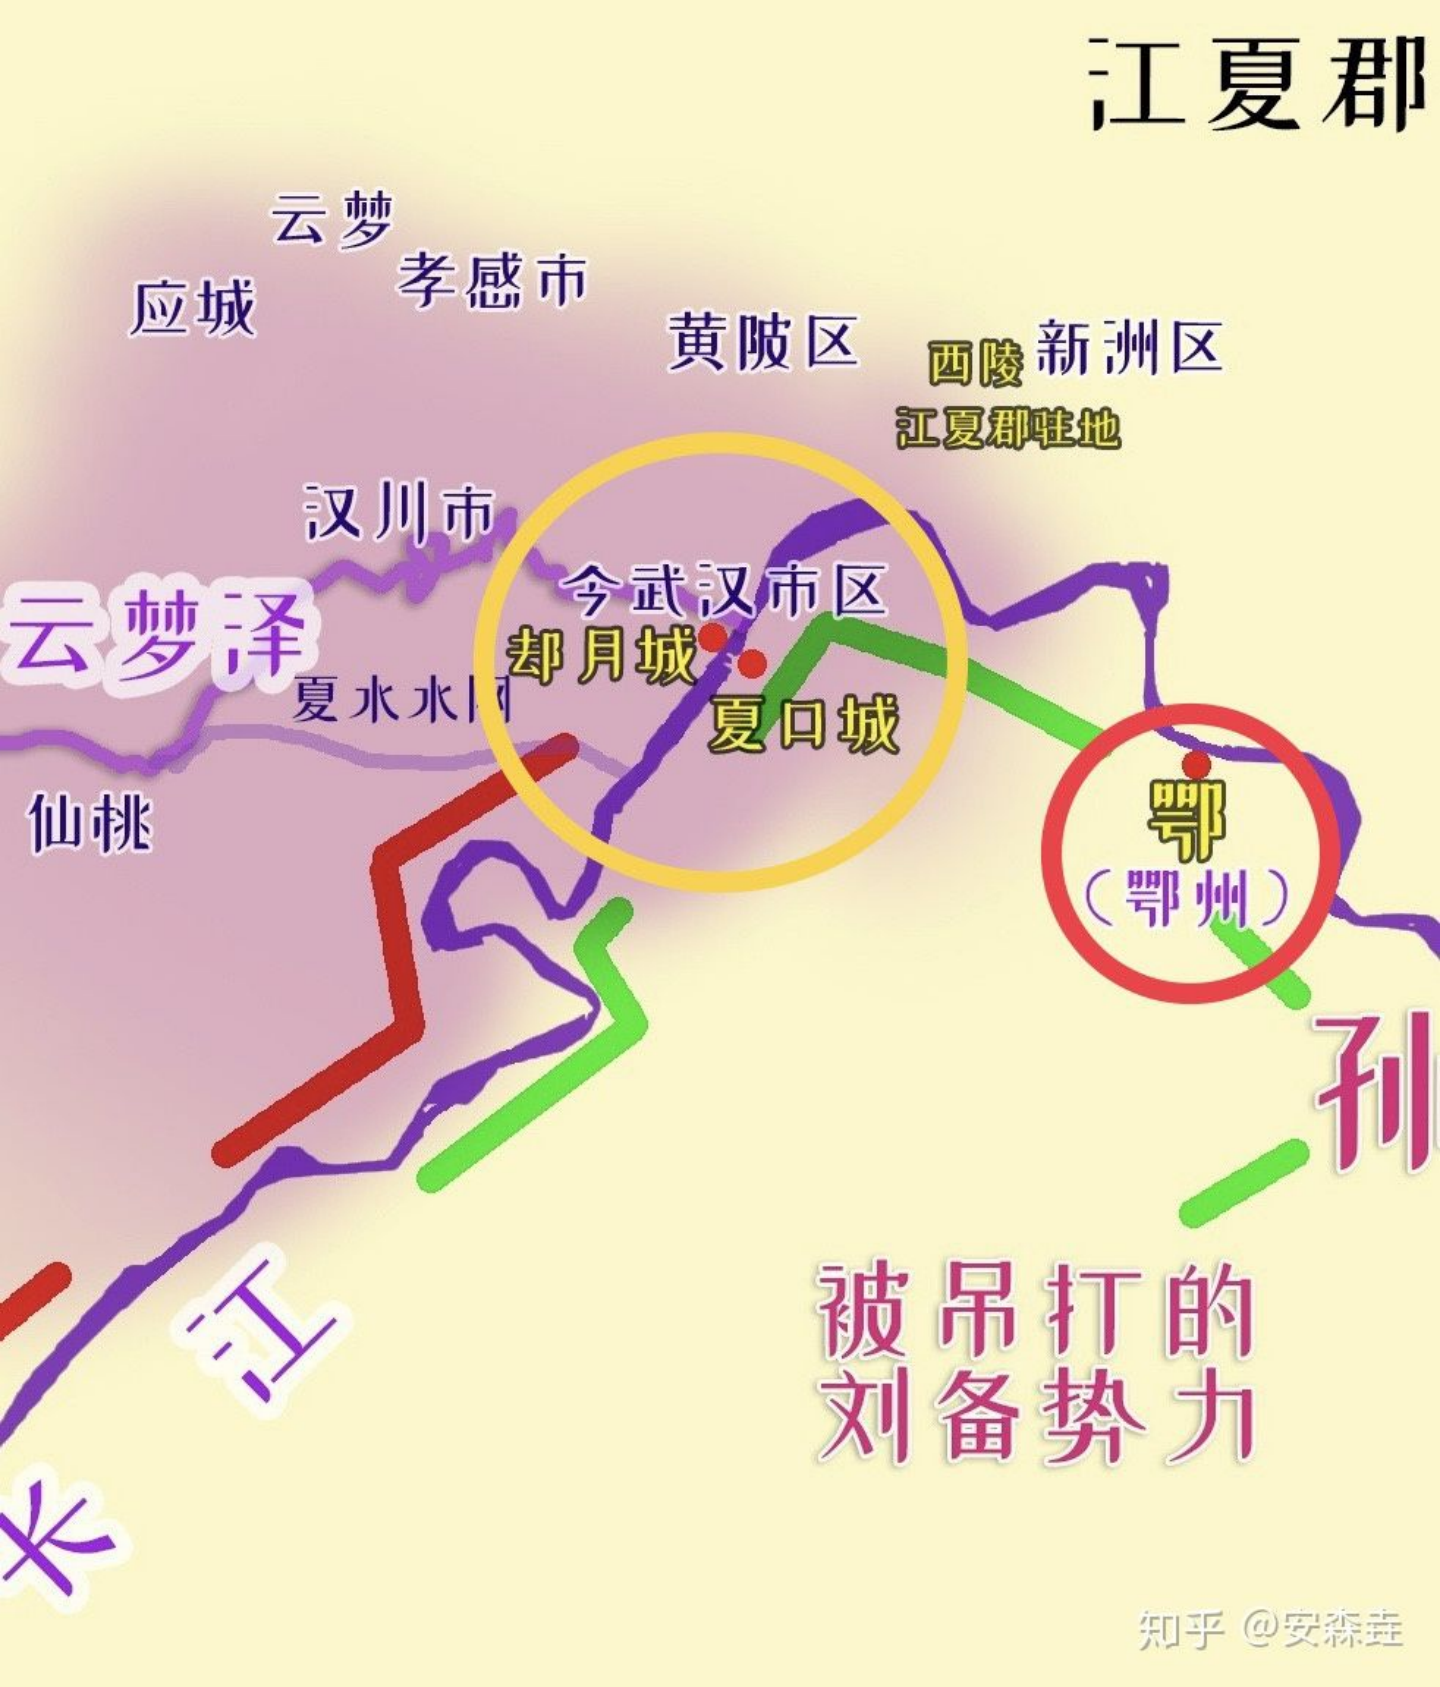 江夏郡
云梦
孝感市
应城
黄陂区
西陵
新洲区
江夏郡驻地
汉川市
今武汉市区
云梦泽
却月城
夏水水网
夏口城
仙桃
鄂
（鄂州）
孙
被吊打的
刘备势力
长江
知乎 @安森垚